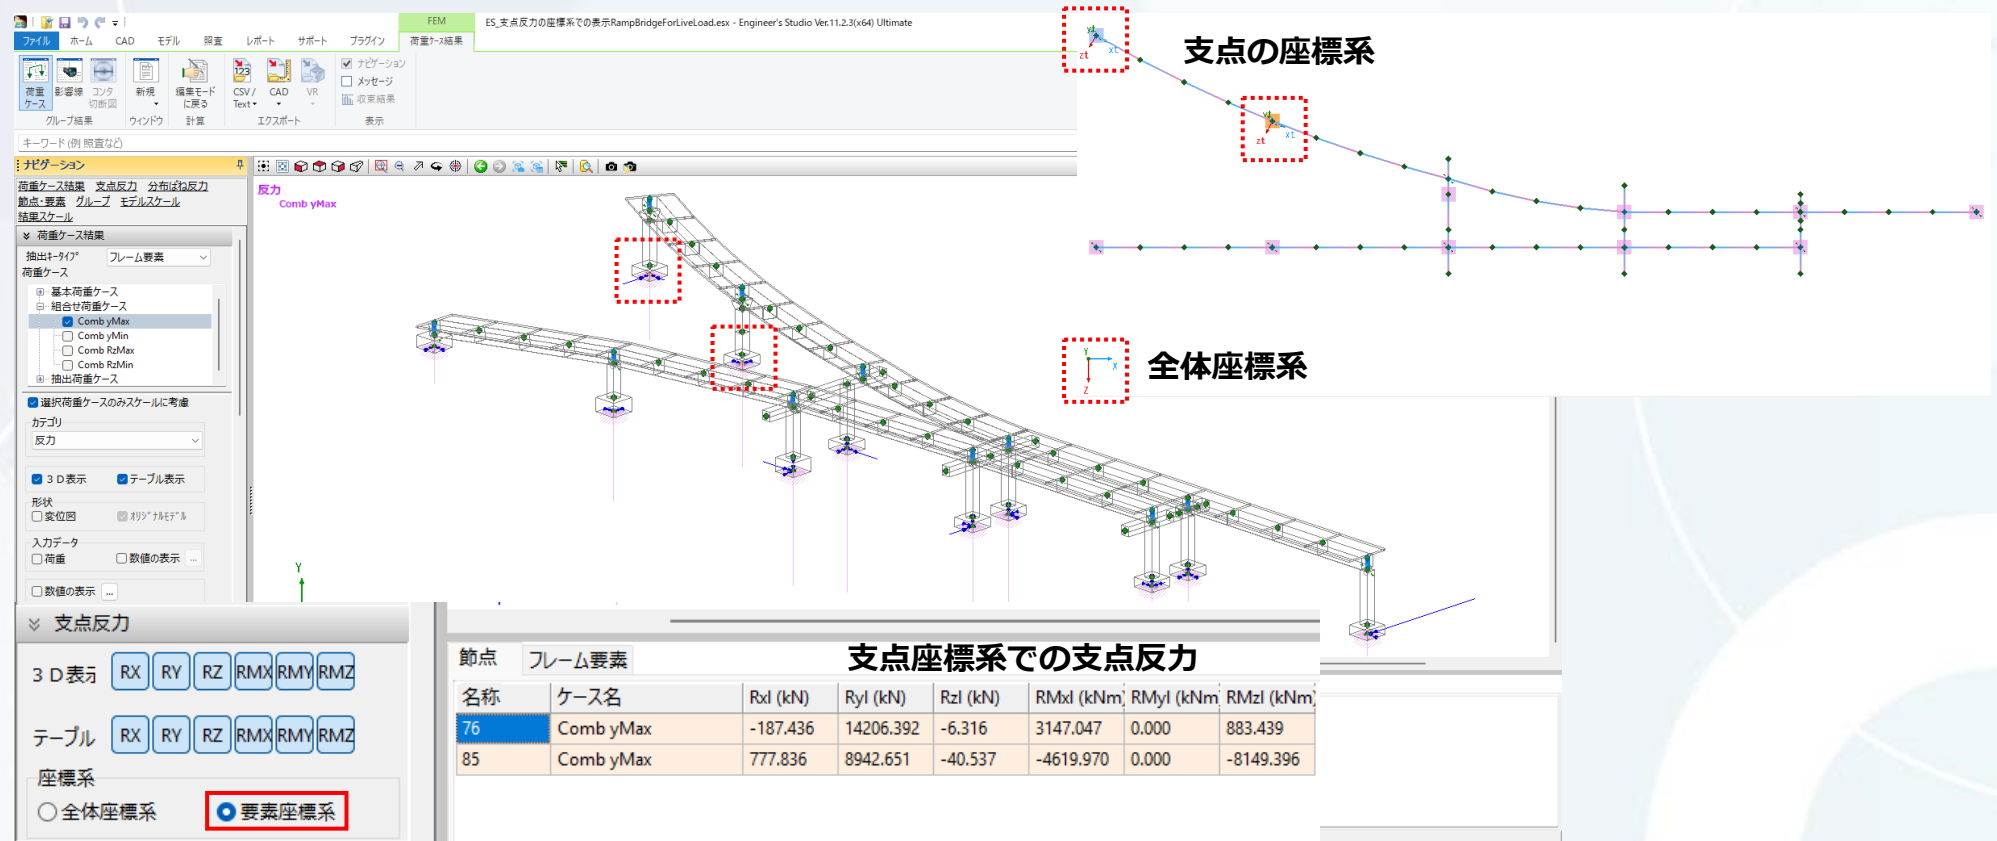 FEM
ES_支点反力の座標系での表示RampBridgeForLiveLoad.esx - Engineer's Studio Ver.11.2.3(x64) Ultimate
ファイル ホーム CAD モデル 照査 レポート サポート プラグイン 荷重ケース結果
荷重ケース 影響線 コンタ切断図 新規 編集モードに戻る CSV / Text CAD VR
ナビゲーション
メッセージ
収束結果
グループ結果 ウィンドウ 計算 エクスポート 表示
キーワード (例 照査など)
ナビゲーション
荷重ケース結果 支点反力 分布ばね反力
節点・要素 グループ モデルスケール
結果スケール
荷重ケース結果
抽出キータイプ フレーム要素
荷重ケース
基本荷重ケース
組合せ荷重ケース
Comb yMax
Comb yMin
Comb RzMax
Comb RzMin
抽出荷重ケース
選択荷重ケースのみスケールに考慮
カテゴリ
反力
3D表示 テーブル表示
形状
変位図 オリジナルモデル
入力データ
荷重 数値の表示 ...
数値の表示 ...
反力
Comb yMax
Y
支点の座標系
yt
xt
zt
yt
xt
zt
全体座標系
Y
X
Z
支点反力
3D表示 RX RY RZ RMX RMY RMZ
テーブル RX RY RZ RMX RMY RMZ
座標系
全体座標系 要素座標系
節点 フレーム要素
支点座標系での支点反力
名称 ケース名 Rxl (kN) Ryl (kN) Rzl (kN) RMxl (kNm) RMyl (kNm RMzl (kNm)
76 Comb yMax -187.436 14206.392 -6.316 3147.047 0.000 883.439
85 Comb yMax 777.836 8942.651 -40.537 -4619.970 0.000 -8149.396